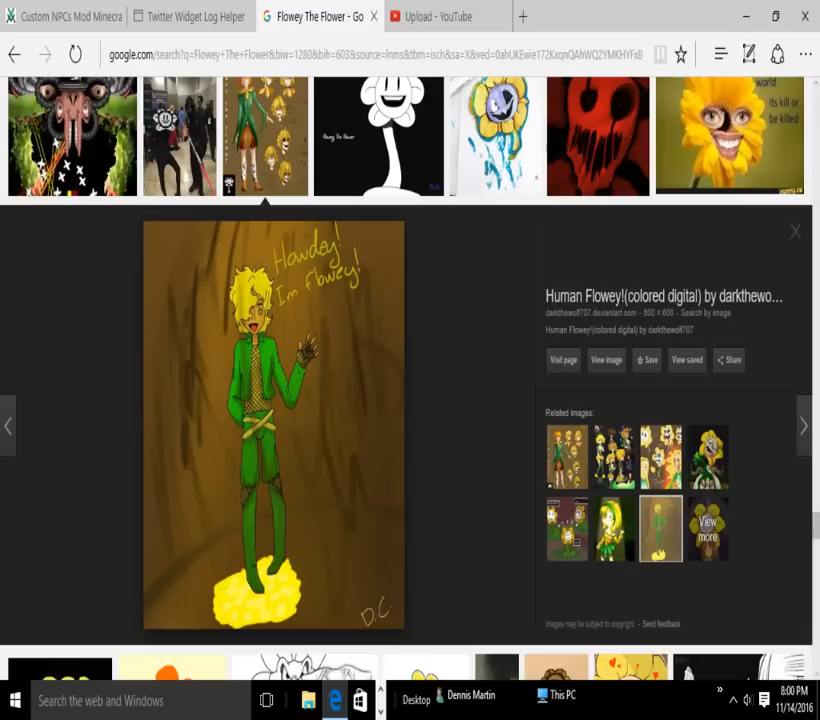 Custom NPCs Mod Minecra
Twitter Widget Log Helper
Flowey The Flower - Go
Upload - YouTube
google.com/search?q=Flowey+The+Flower&biw=1280&bih=603&source=lnms&tbm=isch&sa=X&ved=0ahUKEwie172KxqnQAhWQ2YMKHYFxB
Flowey The Flower
world
its kill or
be killed
Howdey!
I'm flowey!
D.C.
Human Flowey!(colored digital) by darkthewo...
darkthewolf707.deviantart.com - 600 × 600 - Search by image
Human Flowey!(colored digital) by darkthewolf707
Visit page
View image
Save
View saved
Share
Related images:
View
more
Images may be subject to copyright. - Send feedback
Search the web and Windows
Desktop
Dennis Martin
This PC
8:00 PM
11/14/2016